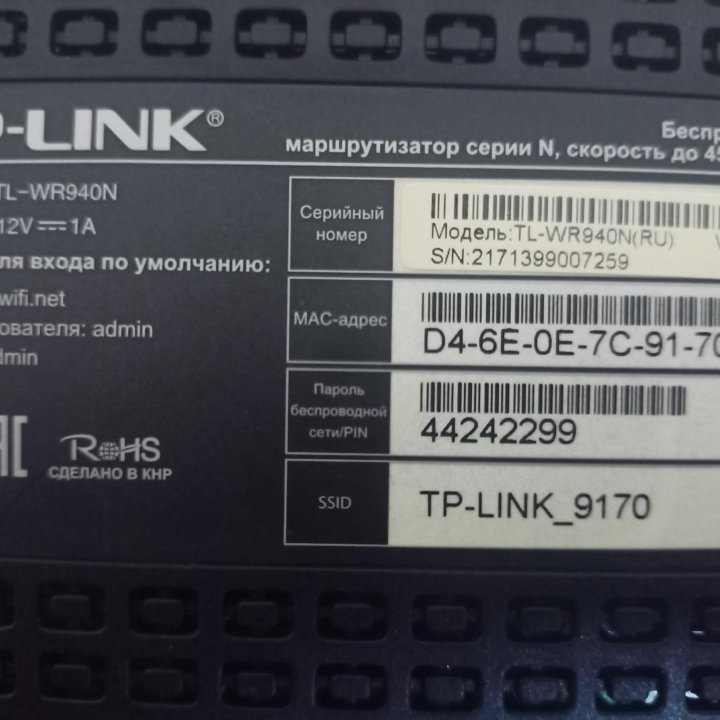 P-LINK®
Беспр
маршрутизатор серии N, скорость до 45
TL-WR940N
12V 1A
ля входа по умолчанию:
wifi.net
ователя: admin
dmin
RoHS
СДЕЛАНО В КНР
Серийный
номер
Модель:TL-WR940N(RU)
S/N:2171399007259
MAC-адрес
D4-6E-0E-7C-91-70
Пароль
беспроводной
сети/PIN
44242299
SSID
TP-LINK_9170